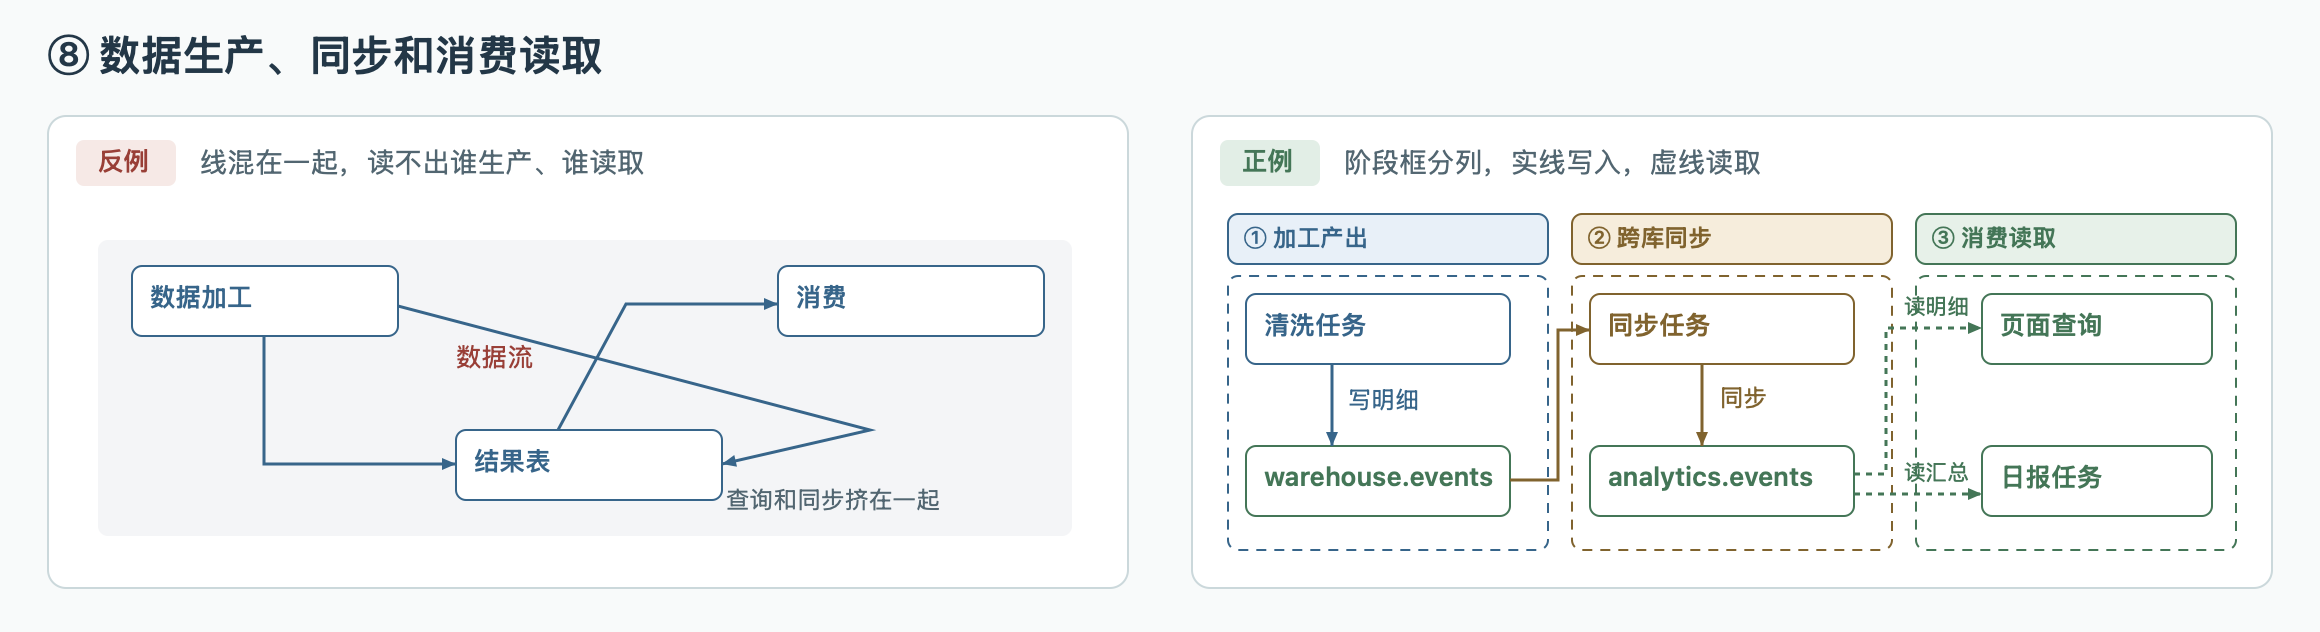 ⑧ 数据生产、同步和消费读取
反例
线混在一起，读不出谁生产、谁读取
数据加工
消费
数据流
结果表
查询和同步挤在一起
正例
阶段框分列，实线写入，虚线读取
① 加工产出
② 跨库同步
③ 消费读取
清洗任务
同步任务
读明细
页面查询
写明细
同步
warehouse.events
analytics.events
读汇总
日报任务